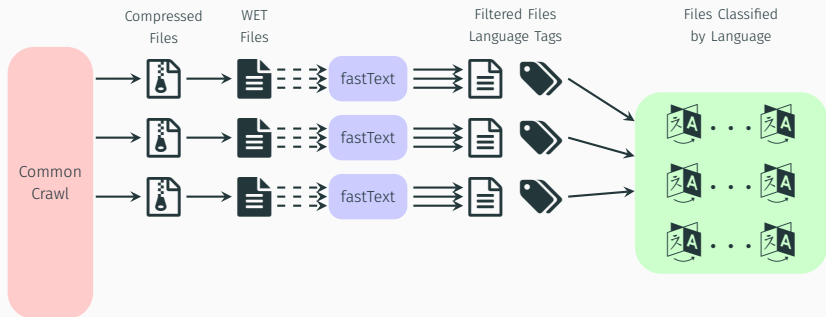 Compressed
Files
WET
Files
Filtered Files
Language Tags
Files Classified
by Language
Common
Crawl
fastText
fastText
fastText